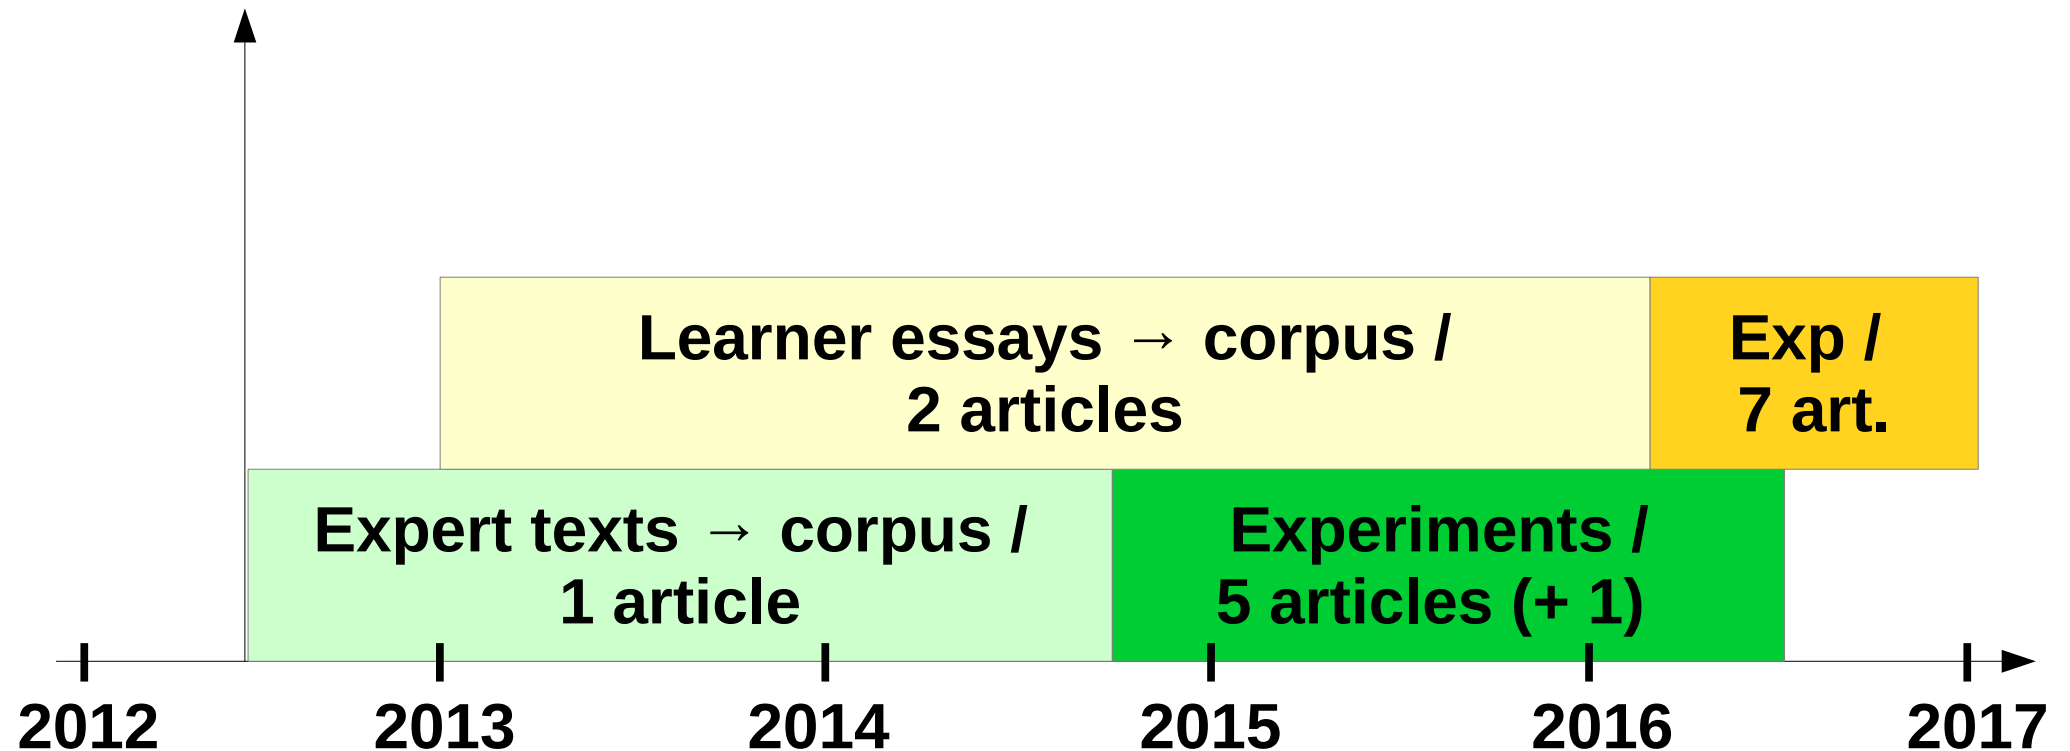 Learner essays → corpus /
2 articles
Exp /
7 art.
Expert texts → corpus /
1 article
Experiments /
5 articles (+ 1)
2012
2013
2014
2015
2016
2017